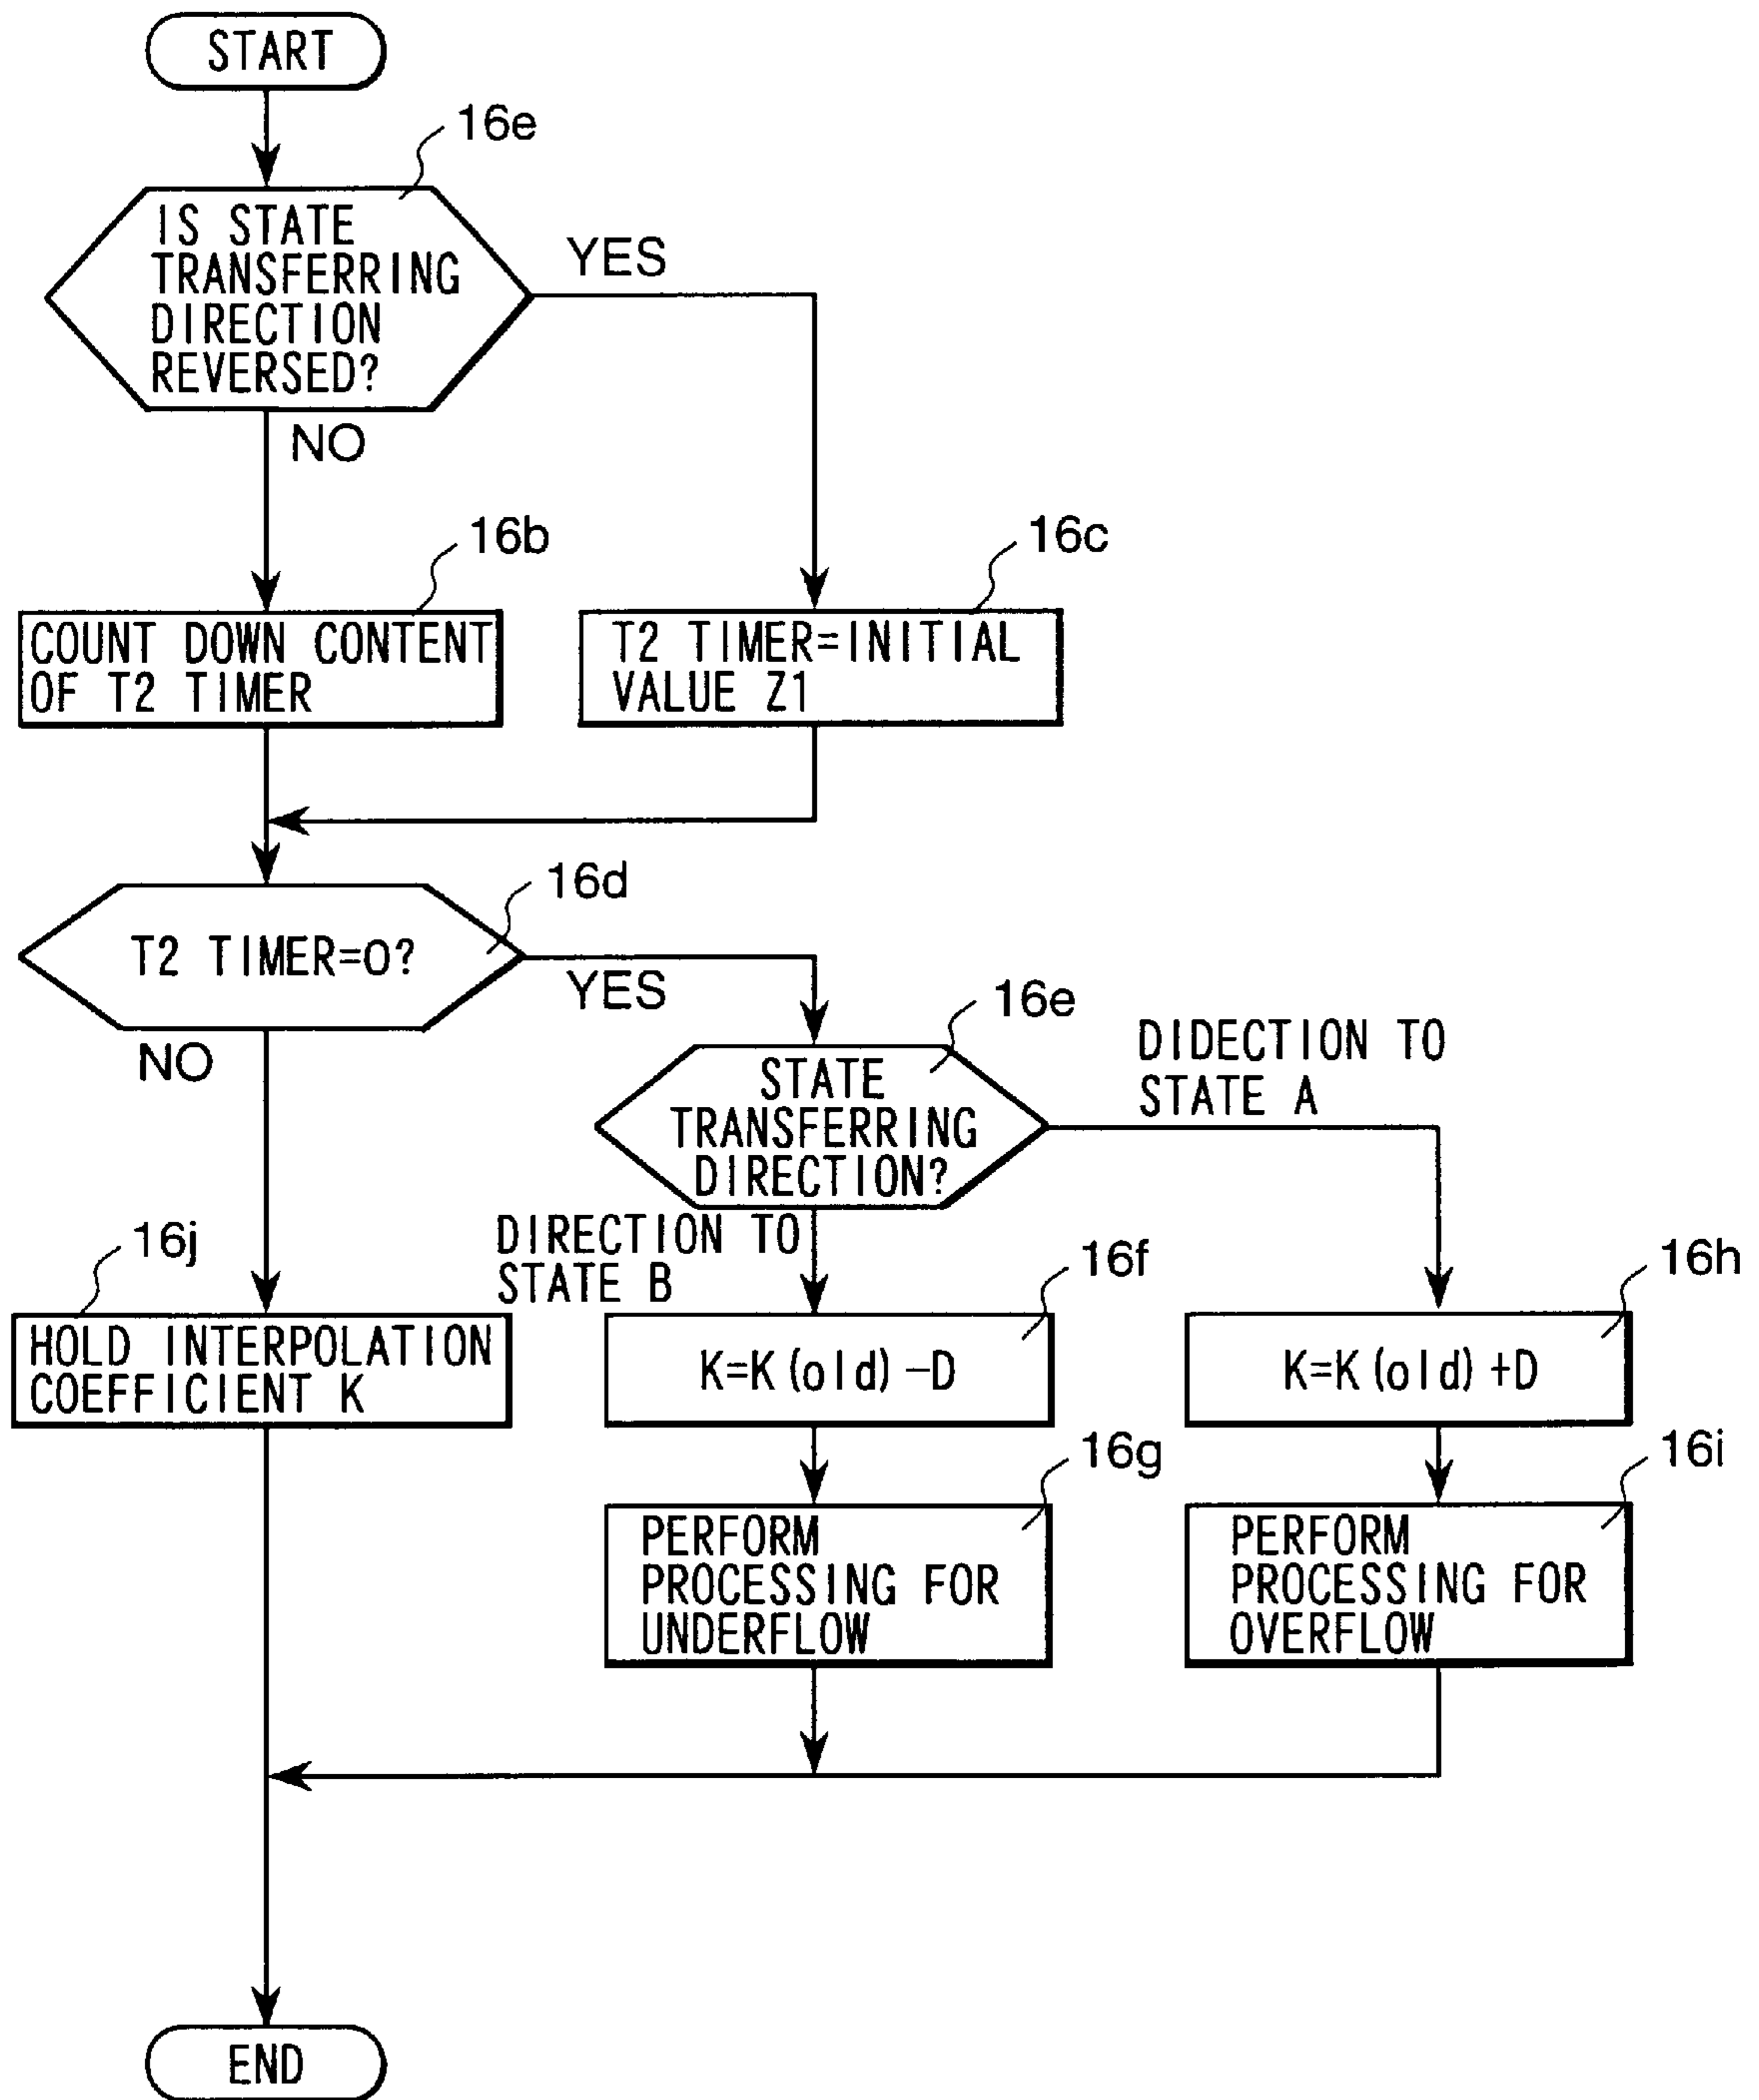 START
16e
IS STATE
TRANSFERRING
DIRECTION
REVERSED?
YES
NO
16b
16c
COUNT DOWN CONTENT
OF T2 TIMER
T2 TIMER=INITIAL
VALUE Z1
16d
T2 TIMER=0?
YES
NO
16e
STATE
TRANSFERRING
DIRECTION?
DIDECTION TO
STATE A
DIRECTION TO
STATE B
16j
16f
16h
HOLD INTERPOLATION
COEFFICIENT K
K=K(old)-D
K=K(old)+D
16g
16i
PERFORM
PROCESSING FOR
UNDERFLOW
PERFORM
PROCESSING FOR
OVERFLOW
END